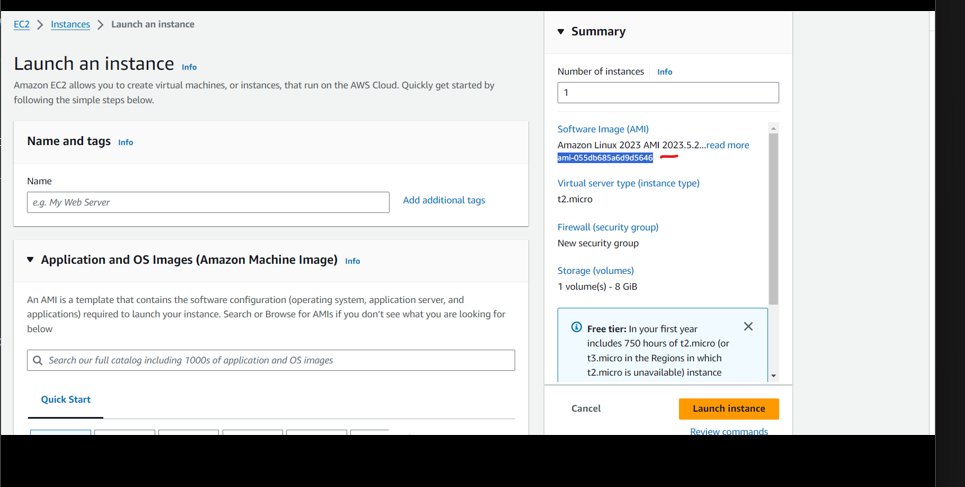 EC2 > Instances > Launch an instance
Launch an instance Info
Amazon EC2 allows you to create virtual machines, or instances, that run on the AWS Cloud. Quickly get started by
following the simple steps below.
Name and tags Info
Name
e.g. My Web Server
Add additional tags
Application and OS Images (Amazon Machine Image) Info
An AMI is a template that contains the software configuration (operating system, application server, and
applications) required to launch your instance. Search or Browse for AMIs if you don't see what you are looking for
below
Search our full catalog including 1000s of application and OS images
Quick Start
Summary
Number of instances Info
1
Software Image (AMI)
Amazon Linux 2023 AMI 2023.5.2...read more
ami-055db685a6d9d5646
Virtual server type (instance type)
t2.micro
Firewall (security group)
New security group
Storage (volumes)
1 volume(s) - 8 GiB
Free tier: In your first year
includes 750 hours of t2.micro (or
t3.micro in the Regions in which
t2.micro is unavailable) instance
Cancel
Launch instance
Review commands